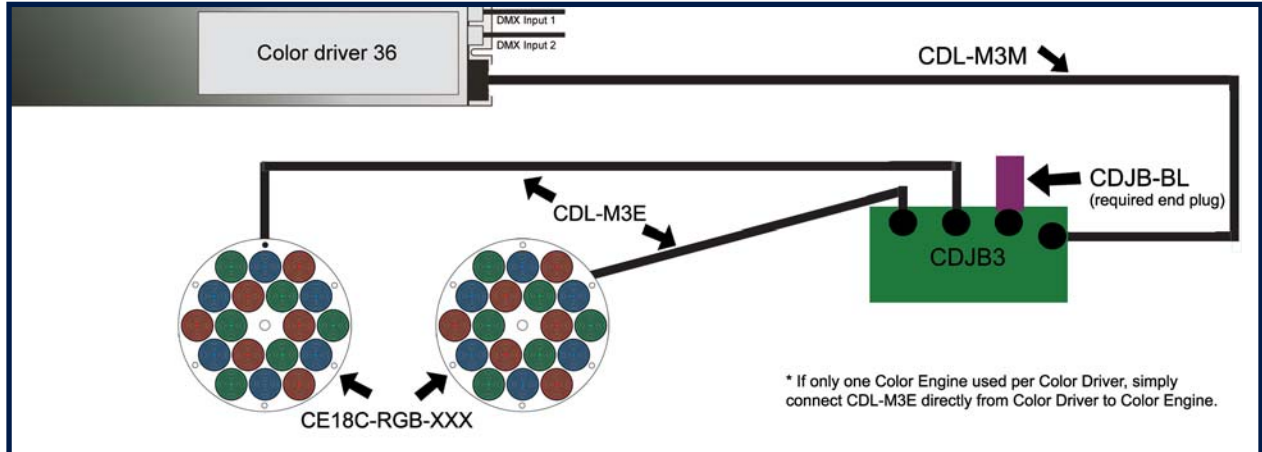 DMX Input 1
DMX Input 2
Color driver 36
CDL-M3M
CDL-M3E
CDJB-BL
(required end plug)
CDJB3
CE18C-RGB-XXX
* If only one Color Engine used per Color Driver, simply
connect CDL-M3E directly from Color Driver to Color Engine.